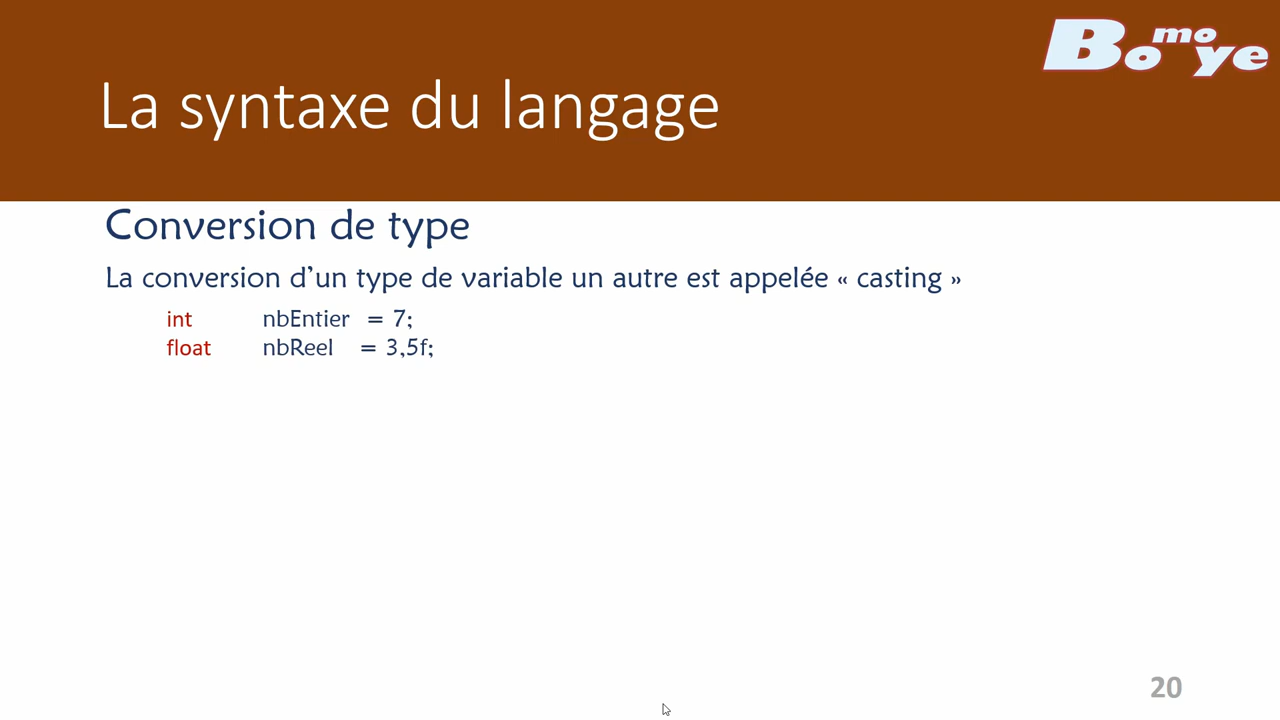 Bomoye
La syntaxe du langage
Conversion de type
La conversion d’un type de variable un autre est appelée « casting »
int nbEntier = 7;
float nbReel = 3,5f;
20